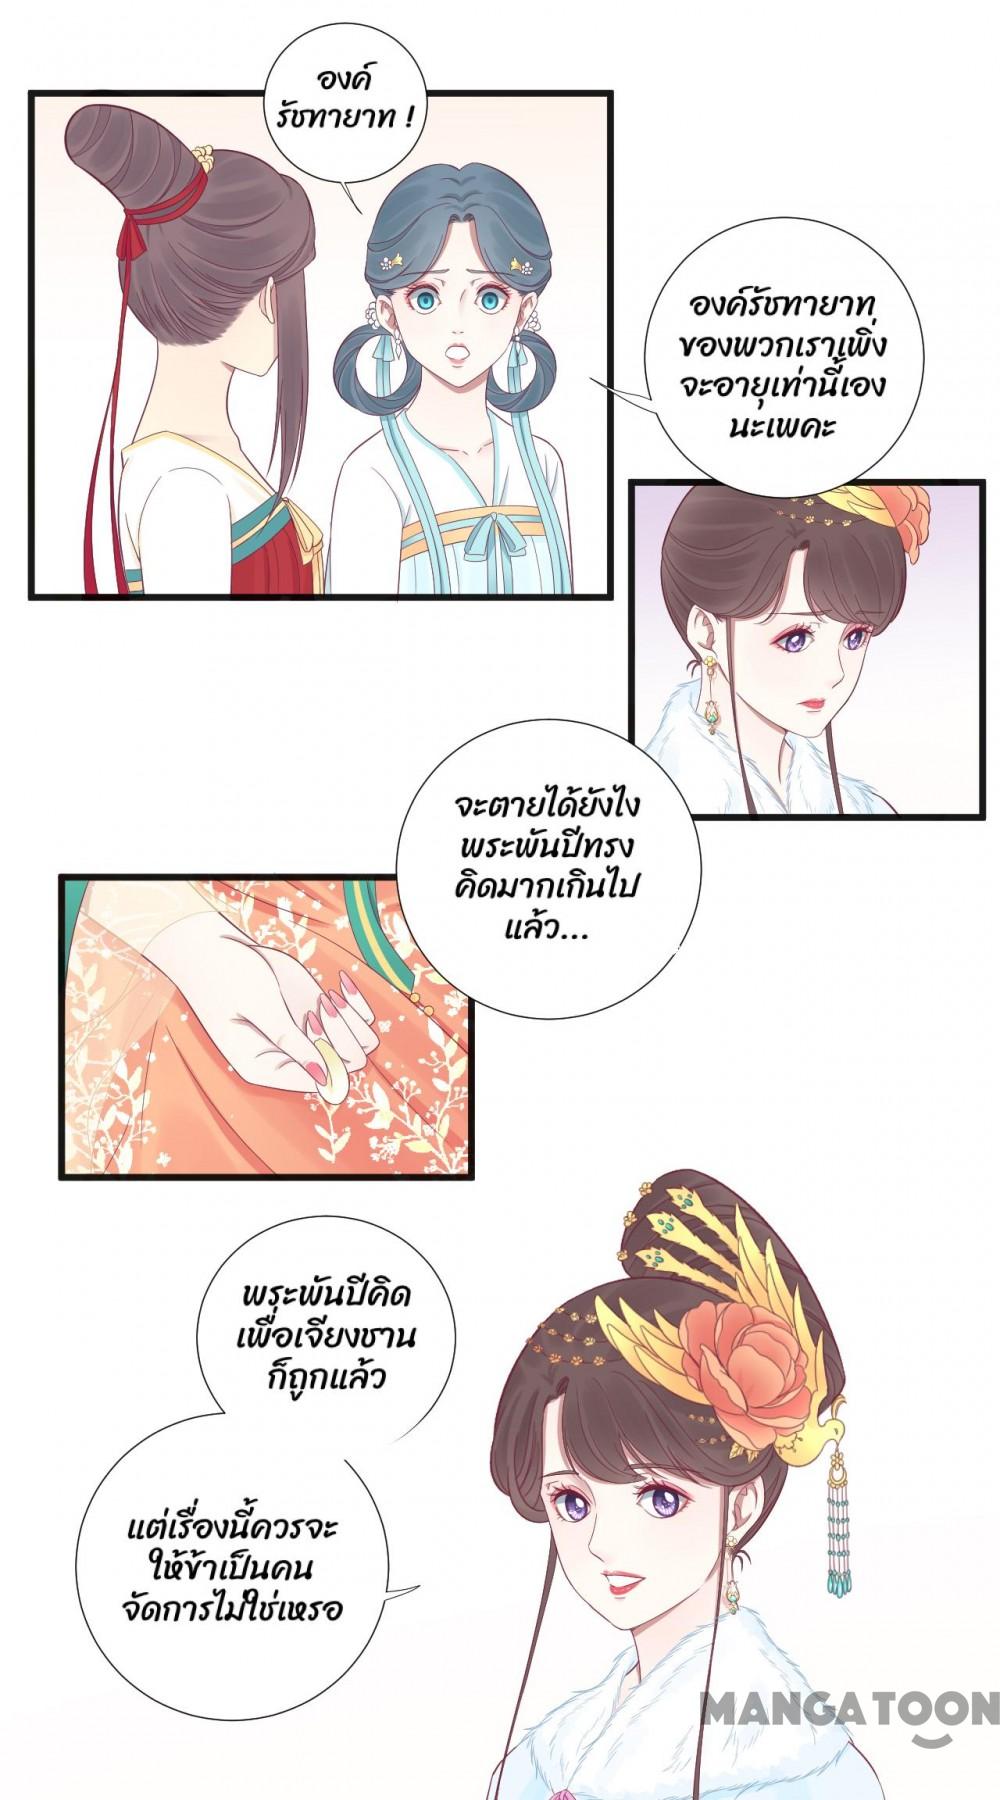 องค์
รัชทายาท !
องค์รัชทายาท
ของพวกเราเพิ่ง
จะอายุเท่านี้เอง
นะเพคะ
จะตายได้ยังไง
พระพันปีทรง
คิดมากเกินไป
แล้ว...
พระพันปีคิด
เพื่อเจียงชาน
ก็ถูกแล้ว
แต่เรื่องนี้ควรจะ
ให้ข้าเป็นคน
จัดการไม่ใช่เหรอ
MANGATOON